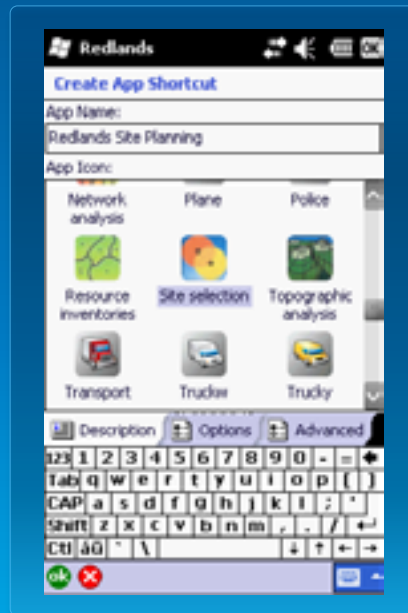 Redlands
Create App Shortcut
App Name:
Redlands Site Planning
App Icon:
Network analysis
Plane
Police
Resource inventories
Site selection
Topographic analysis
Transport
Truckw
Trucky
Description Options Advanced
123 1 2 3 4 5 6 7 8 9 0 - =
Tab q w e r t y u i o p [ ]
CAP a s d f g h j k l ; '
Shift z x c v b n m , . /
Ctl áü ` \
ok